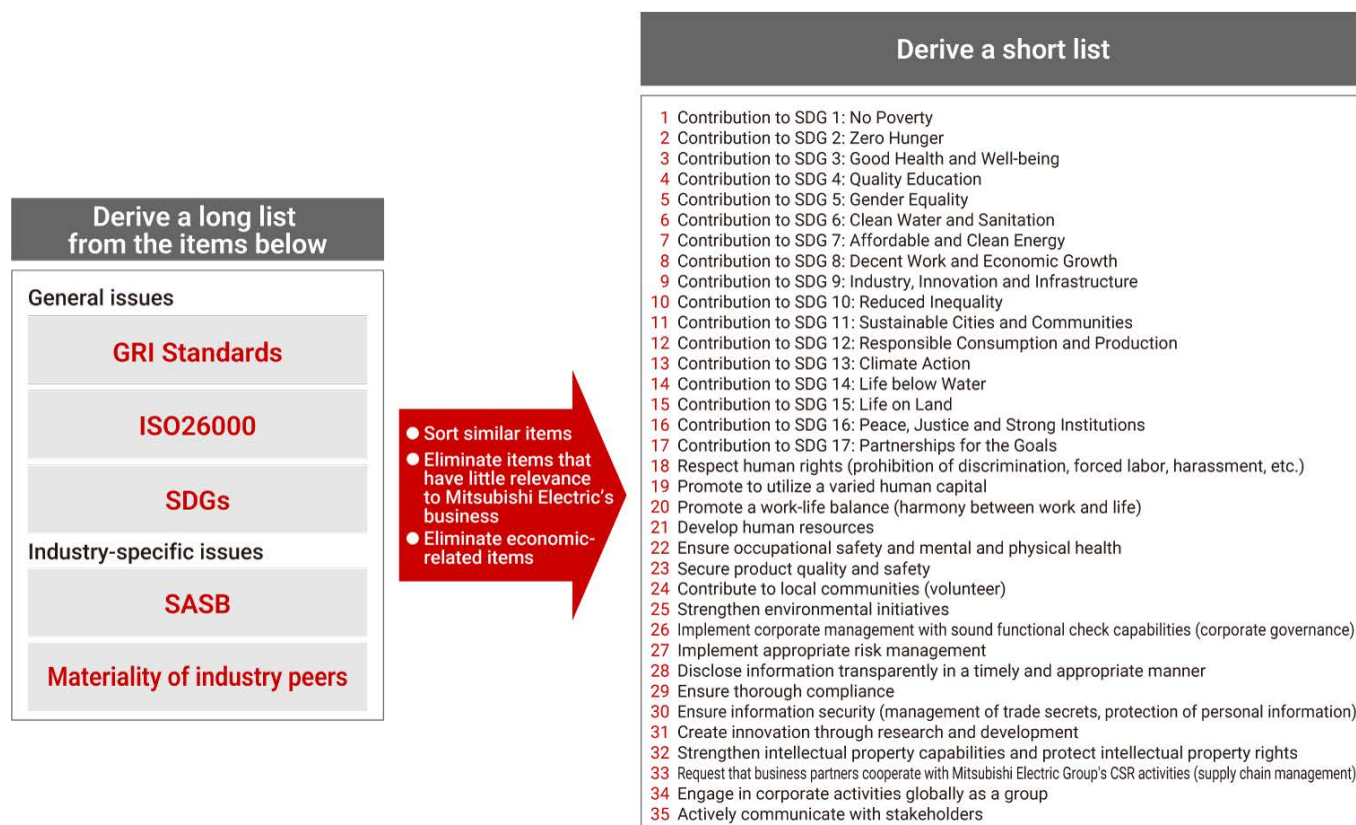 Derive a long list
from the items below
General issues
GRI Standards
ISO26000
SDGs
Industry-specific issues
SASB
Materiality of industry peers
● Sort similar items
● Eliminate items that
have little relevance
to Mitsubishi Electric's
business
● Eliminate economic-
related items
Derive a short list
1 Contribution to SDG 1: No Poverty
2 Contribution to SDG 2: Zero Hunger
3 Contribution to SDG 3: Good Health and Well-being
4 Contribution to SDG 4: Quality Education
5 Contribution to SDG 5: Gender Equality
6 Contribution to SDG 6: Clean Water and Sanitation
7 Contribution to SDG 7: Affordable and Clean Energy
8 Contribution to SDG 8: Decent Work and Economic Growth
9 Contribution to SDG 9: Industry, Innovation and Infrastructure
10 Contribution to SDG 10: Reduced Inequality
11 Contribution to SDG 11: Sustainable Cities and Communities
12 Contribution to SDG 12: Responsible Consumption and Production
13 Contribution to SDG 13: Climate Action
14 Contribution to SDG 14: Life below Water
15 Contribution to SDG 15: Life on Land
16 Contribution to SDG 16: Peace, Justice and Strong Institutions
17 Contribution to SDG 17: Partnerships for the Goals
18 Respect human rights (prohibition of discrimination, forced labor, harassment, etc.)
19 Promote to utilize a varied human capital
20 Promote a work-life balance (harmony between work and life)
21 Develop human resources
22 Ensure occupational safety and mental and physical health
23 Secure product quality and safety
24 Contribute to local communities (volunteer)
25 Strengthen environmental initiatives
26 Implement corporate management with sound functional check capabilities (corporate governance)
27 Implement appropriate risk management
28 Disclose information transparently in a timely and appropriate manner
29 Ensure thorough compliance
30 Ensure information security (management of trade secrets, protection of personal information)
31 Create innovation through research and development
32 Strengthen intellectual property capabilities and protect intellectual property rights
33 Request that business partners cooperate with Mitsubishi Electric Group's CSR activities (supply chain management)
34 Engage in corporate activities globally as a group
35 Actively communicate with stakeholders